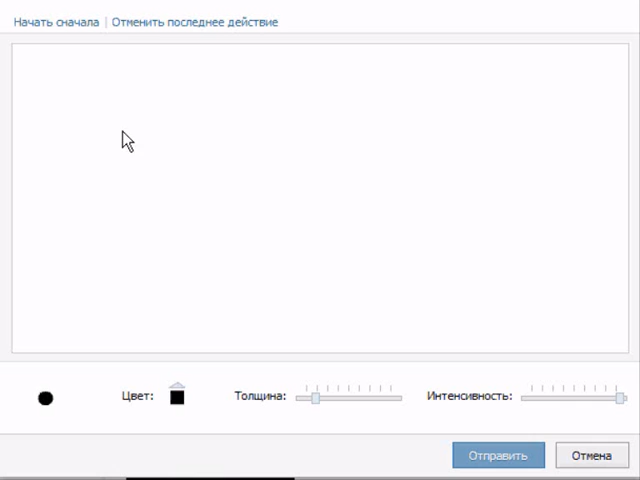 Начать сначала | Отменить последнее действие
Цвет: Толщина: Интенсивность:
Отправить Отмена